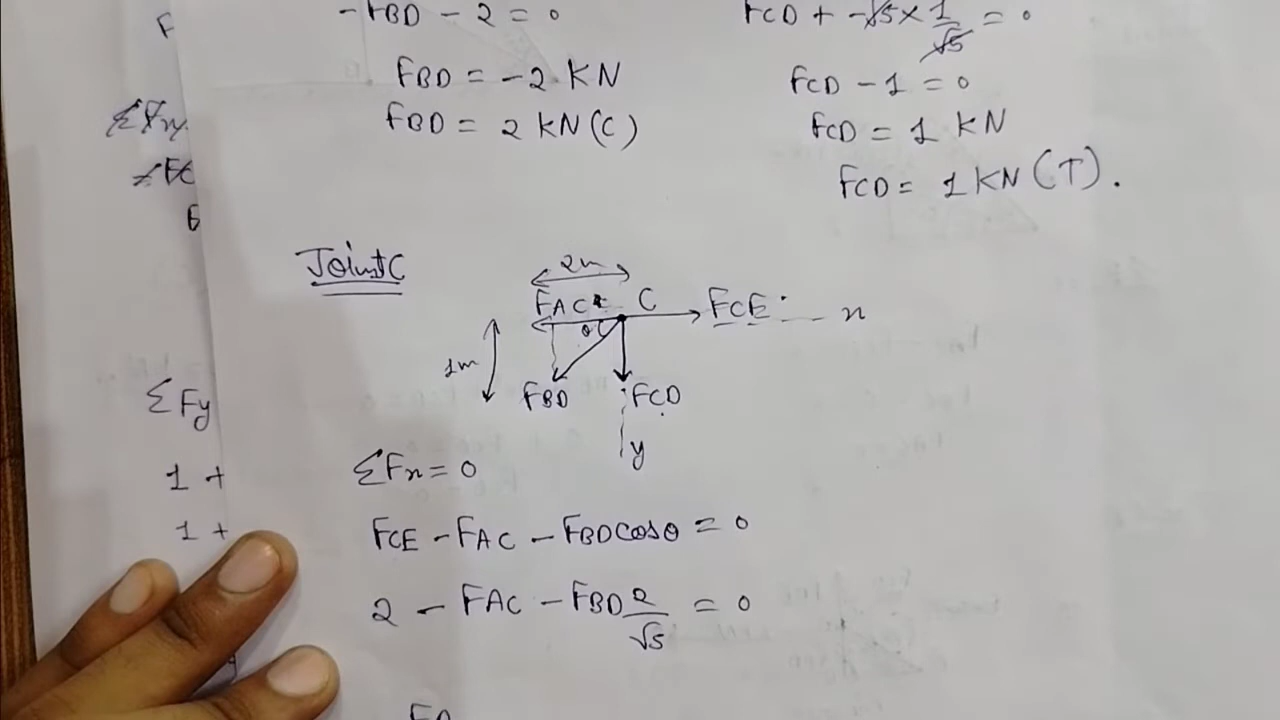 -FBD - 2 = 0
FBD = -2 KN
FBD = 2 KN (C)
FCD + -√5 × 1/√5 = 0
FCD - 1 = 0
FCD = 1 KN
FCD = 1 KN (T).
F
ΣFx
Joint C
2m
FAC C FCE x
θ
1m
FBD FCD
y
ΣFy
1 +
1 +
ΣFx = 0
FCE - FAC - FBD cosθ = 0
2 - FAC - FBD 2/√5 = 0